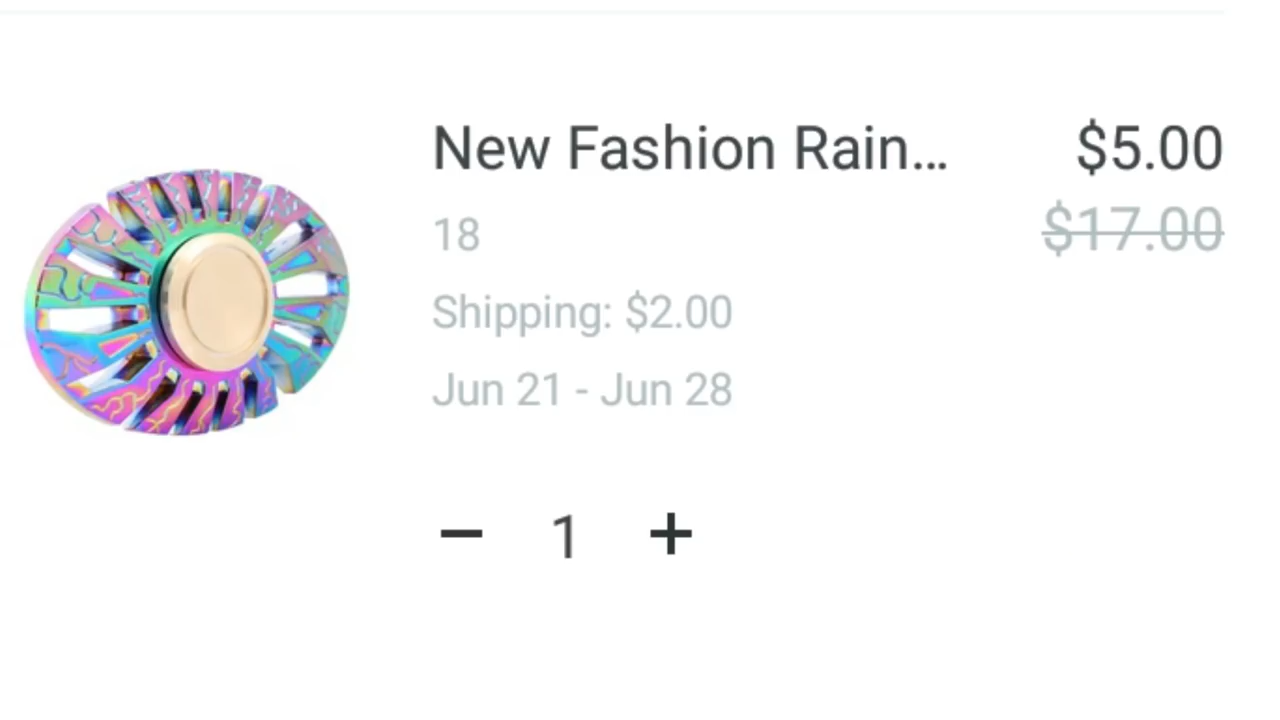 New Fashion Rain... $5.00
18 $17.00
Shipping: $2.00
Jun 21 - Jun 28
− 1 +